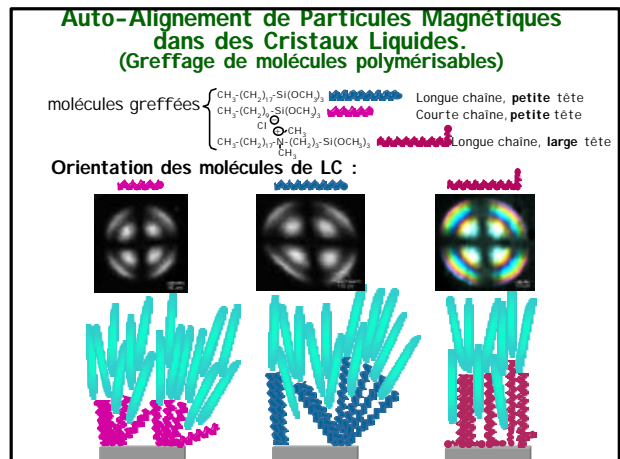 Auto-Alignement de Particules Magnétiques
dans des Cristaux Liquides.
(Greffage de molécules polymérisables)
molécules greffées
CH3-(CH2)17-Si(OCH3)3
Longue chaîne, petite tête
CH3-(CH2)9-Si(OCH3)3
Courte chaîne, petite tête
Cl - + CH3
CH3-(CH2)17-N-(CH2)3-Si(OCH3)3
Longue chaîne, large tête
CH3
Orientation des molécules de LC :